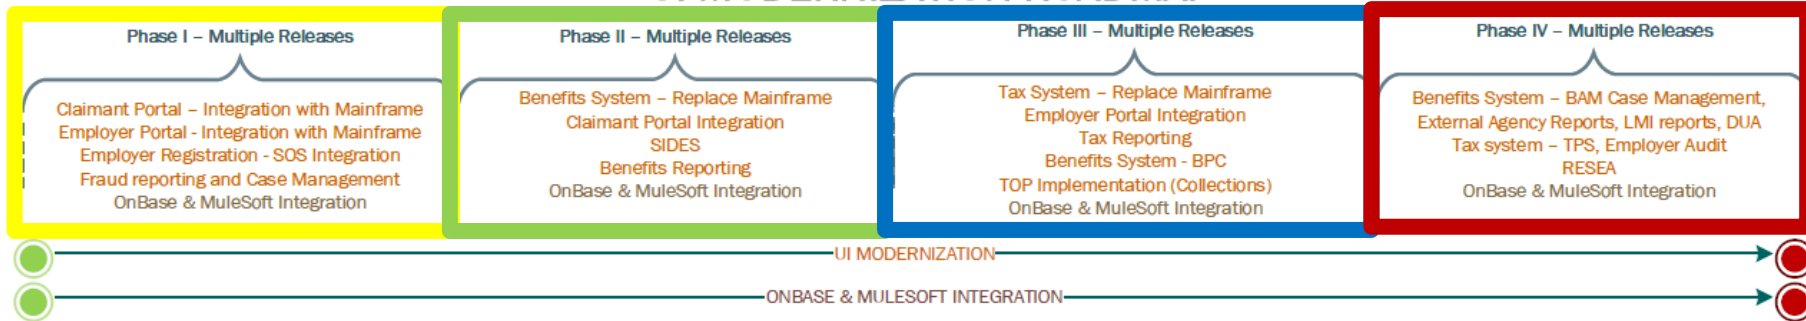 Phase I – Multiple Releases
Claimant Portal – Integration with Mainframe
Employer Portal - Integration with Mainframe
Employer Registration - SOS Integration
Fraud reporting and Case Management
OnBase & MuleSoft Integration
Phase II – Multiple Releases
Benefits System – Replace Mainframe
Claimant Portal Integration
SIDES
Benefits Reporting
OnBase & MuleSoft Integration
Phase III – Multiple Releases
Tax System – Replace Mainframe
Employer Portal Integration
Tax Reporting
Benefits System - BPC
TOP Implementation (Collections)
OnBase & MuleSoft Integration
Phase IV – Multiple Releases
Benefits System – BAM Case Management,
External Agency Reports, LMI reports, DUA
Tax system – TPS, Employer Audit
RESEA
OnBase & MuleSoft Integration
UI MODERNIZATION
ONBASE & MULESOFT INTEGRATION